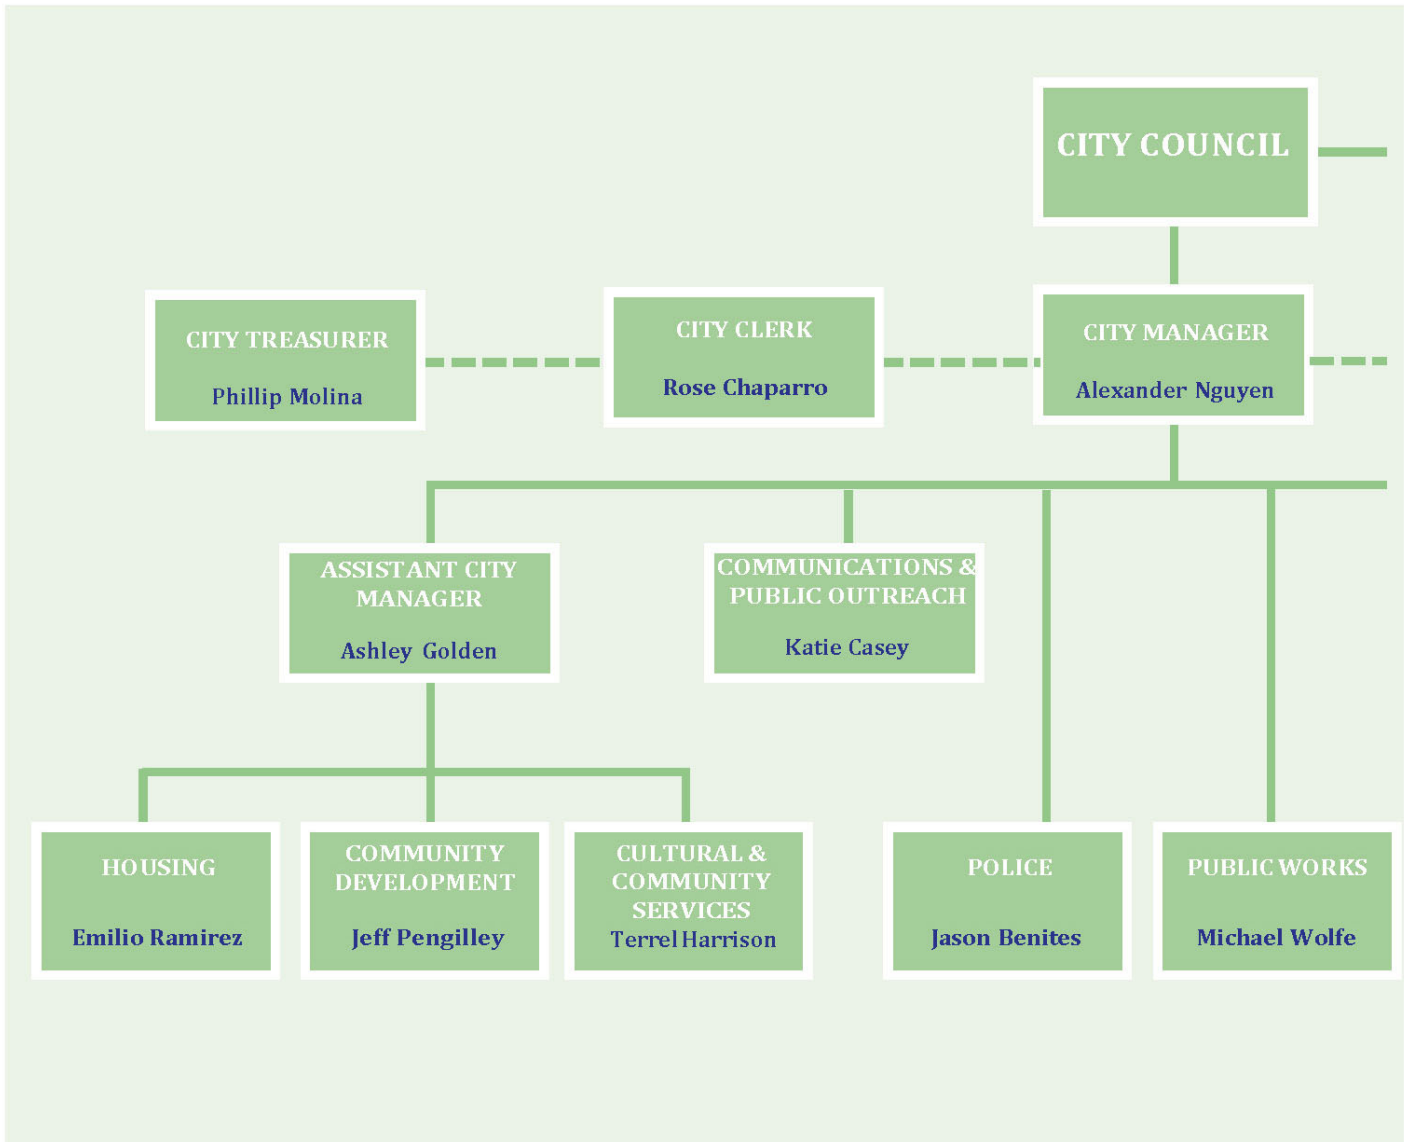 CITY COUNCIL
CITY TREASURER
Phillip Molina
CITY CLERK
Rose Chaparro
CITY MANAGER
Alexander Nguyen
ASSISTANT CITY
MANAGER
Ashley Golden
COMMUNICATIONS &
PUBLIC OUTREACH
Katie Casey
HOUSING
Emilio Ramirez
COMMUNITY
DEVELOPMENT
Jeff Pengilley
CULTURAL &
COMMUNITY
SERVICES
Terrel Harrison
POLICE
Jason Benites
PUBLIC WORKS
Michael Wolfe